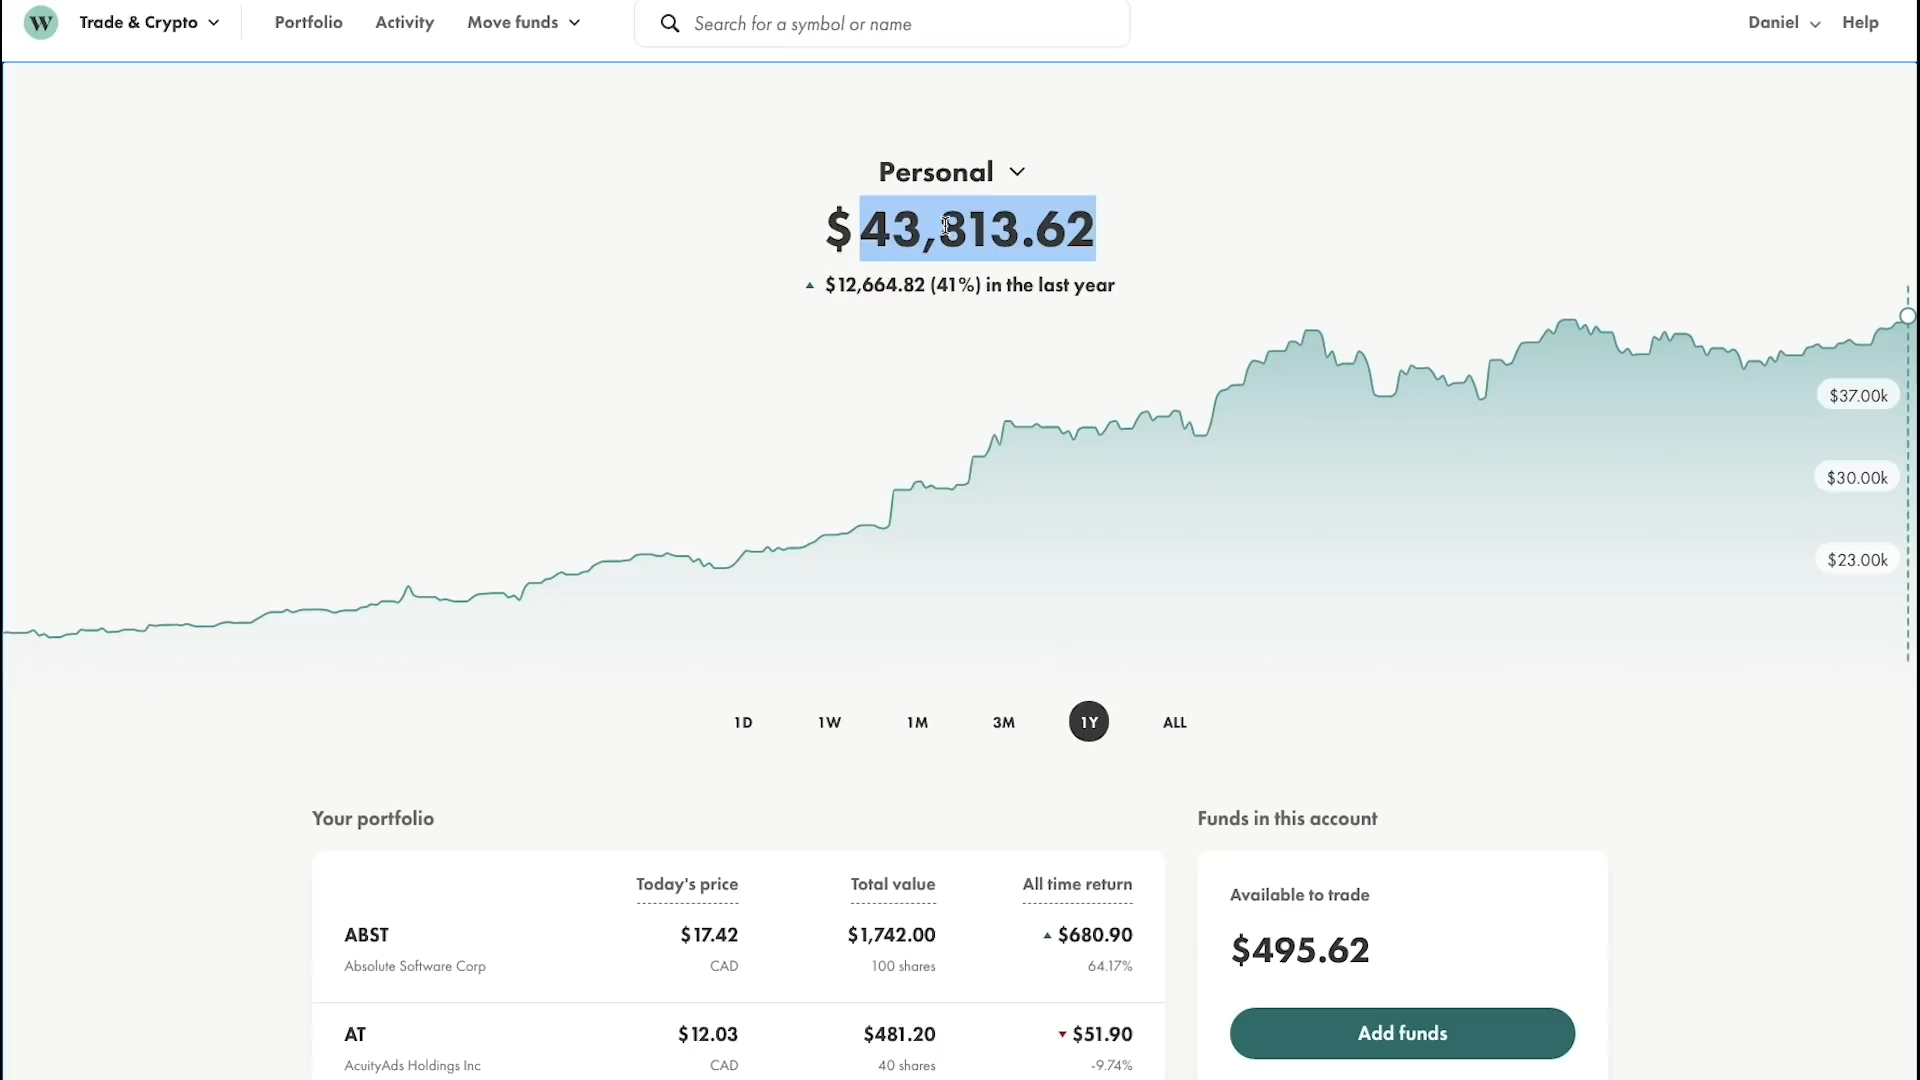 W Trade & Crypto Portfolio Activity Move funds Search for a symbol or name Daniel Help
Personal
$43,813.62
$12,664.82 (41%) in the last year
$37.00k
$30.00k
$23.00k
1D 1W 1M 3M 1Y ALL
Your portfolio
Today's price Total value All time return
ABST $17.42 $1,742.00 $680.90
Absolute Software Corp CAD 100 shares 64.17%
AT $12.03 $481.20 $51.90
AcuityAds Holdings Inc CAD 40 shares -9.74%
Funds in this account
Available to trade
$495.62
Add funds